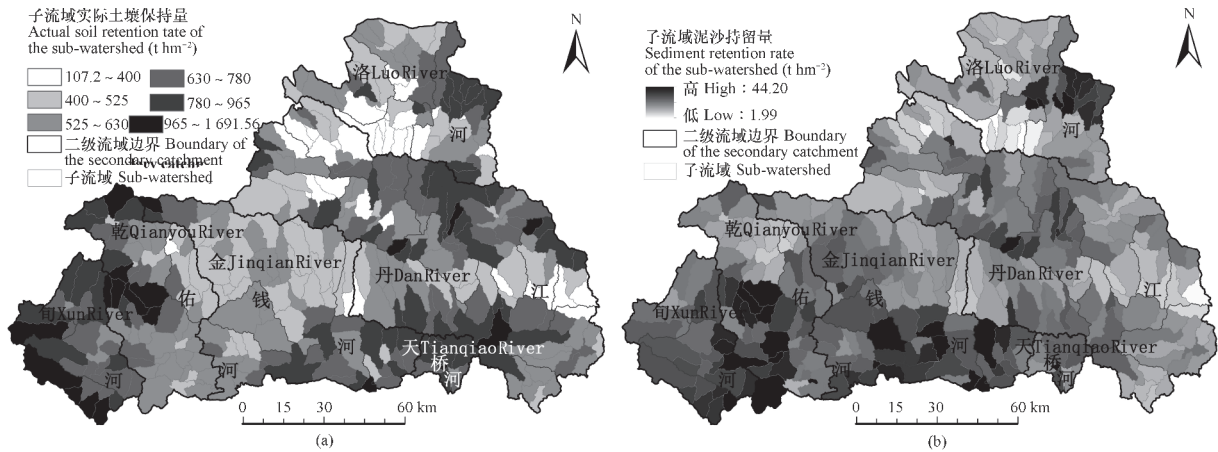 子流域实际土壤保持量
Actual soil retention tate of
the sub-watershed (t hm⁻²)
107.2 ~ 400
630 ~ 780
400 ~ 525
780 ~ 965
525 ~ 630
965 ~ 1 691.56
二级流域边界 Boundary of
the secondary catchment
子流域 Sub-watershed
N
洛LuoRiver
河
乾QianyouRiver
佑
河
金JinqianRiver
钱
河
丹DanRiver
江
旬XunRiver
河
天TianqiaoRiver
桥
河
0 15 30 60 km
(a)
了流域泥沙持留量
Sediment retention rate
of the sub-watershed (t hm⁻²)
高 High：44.20
低 Low：1.99
二级流域边界 Boundary
of the secondary catchment
了流域 Sub-watershed
N
洛LuoRiver
河
乾QianyouRiver
佑
河
金JinqianRiver
钱
河
丹DanRiver
江
旬XunRiver
河
天TianqiaoRiver
桥
河
0 15 30 60 km
(b)